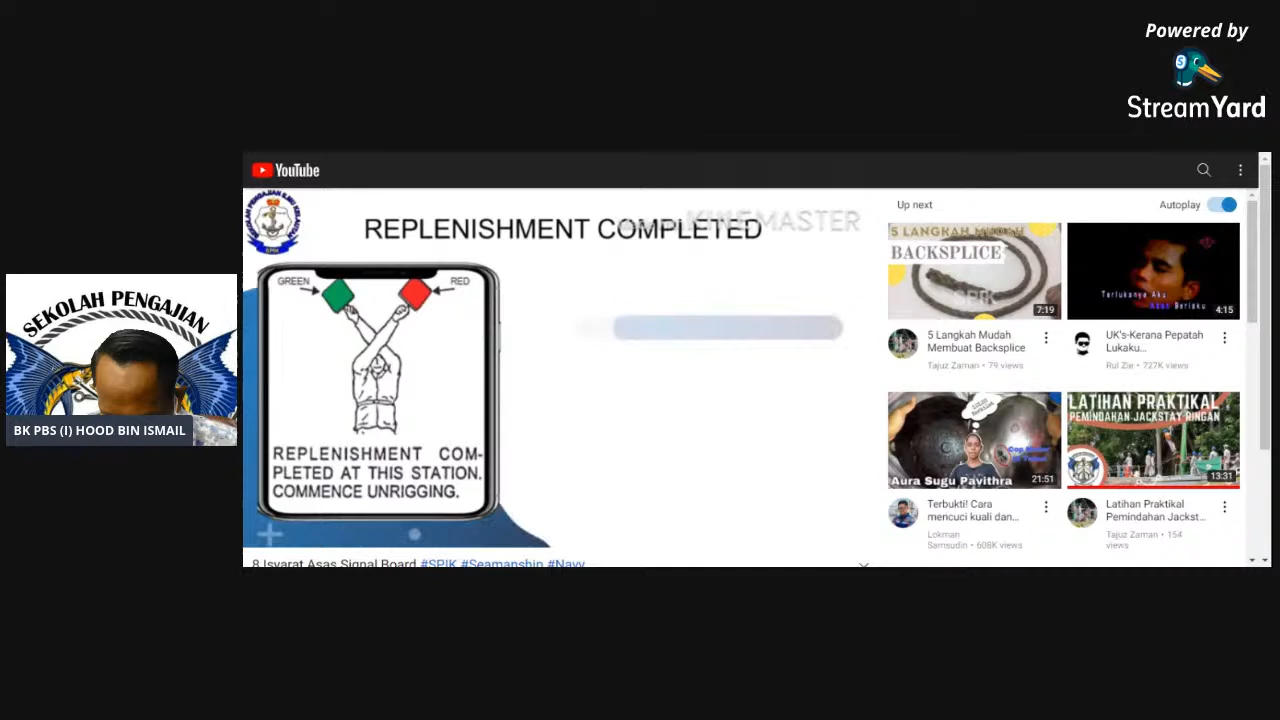 Powered by
StreamYard
YouTube
REPLENISHMENT COMPLETED
KINEMASTER
GREEN
RED
REPLENISHMENT COM-
PLETED AT THIS STATION.
COMMENCE UNRIGGING.
8 Isyarat Asas Signal Board #SPIK #Seamanship #Navy
SEKOLAH PENGAJIAN
BK PBS (I) HOOD BIN ISMAIL
Up next
Autoplay
5 LANGKAH MUDAH
BACKSPLICE
SPIK
7:19
5 Langkah Mudah
Membuat Backsplice
Tajuz Zaman • 79 views
Terlukanya Aku
4:15
UK's-Kerana Pepatah
Lukaku...
Rul Zie • 727K views
Aura Sugu Pavithra
21:51
Terbukti! Cara
mencuci kuali dan...
Lokman
Samsudin • 608K views
LATIHAN PRAKTIKAL
PEMINDAHAN JACKSTAY RINGAN
13:31
Latihan Praktikal
Pemindahan Jackst...
Tajuz Zaman • 154
views